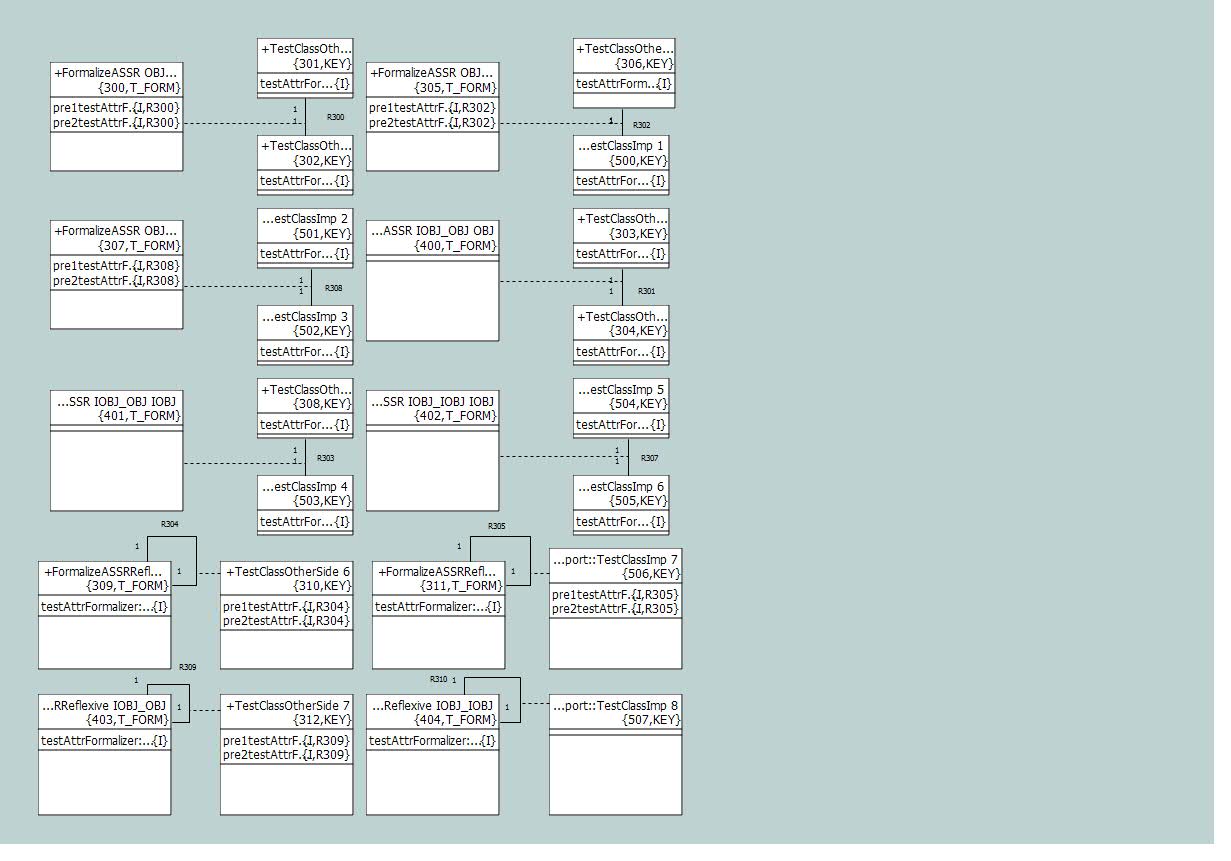 +FormalizeASSR OBJ...
{300,T_FORM}
pre1testAttrF.{I,R300}
pre2testAttrF.{I,R300}
+TestClassOth...
{301,KEY}
testAttrFor...{I}
1
R300
1
+TestClassOth...
{302,KEY}
testAttrFor...{I}
+FormalizeASSR OBJ...
{305,T_FORM}
pre1testAttrF.{I,R302}
pre2testAttrF.{I,R302}
+TestClassOthe...
{306,KEY}
testAttrForm..{I}
1
R302
...estClassImp 1
{500,KEY}
testAttrFor...{I}
+FormalizeASSR OBJ...
{307,T_FORM}
pre1testAttrF.{I,R308}
pre2testAttrF.{I,R308}
...estClassImp 2
{501,KEY}
testAttrFor...{I}
1
R308
1
...estClassImp 3
{502,KEY}
testAttrFor...{I}
...ASSR IOBJ_OBJ OBJ
{400,T_FORM}
+TestClassOth...
{303,KEY}
testAttrFor...{I}
1
R301
1
+TestClassOth...
{304,KEY}
testAttrFor...{I}
...SSR IOBJ_OBJ IOBJ
{401,T_FORM}
+TestClassOth...
{308,KEY}
testAttrFor...{I}
1
R303
1
...estClassImp 4
{503,KEY}
testAttrFor...{I}
...SSR IOBJ_IOBJ IOBJ
{402,T_FORM}
...estClassImp 5
{504,KEY}
testAttrFor...{I}
1
R307
1
...estClassImp 6
{505,KEY}
testAttrFor...{I}
R304
1
1
+FormalizeASSRRefl...
{309,T_FORM}
testAttrFormalizer:...{I}
+TestClassOtherSide 6
{310,KEY}
pre1testAttrF.{I,R304}
pre2testAttrF.{I,R304}
R305
1
1
+FormalizeASSRRefl...
{311,T_FORM}
testAttrFormalizer:...{I}
...port::TestClassImp 7
{506,KEY}
pre1testAttrF.{I,R305}
pre2testAttrF.{I,R305}
R309
1
1
...RReflexive IOBJ_OBJ
{403,T_FORM}
testAttrFormalizer:...{I}
+TestClassOtherSide 7
{312,KEY}
pre1testAttrF.{I,R309}
pre2testAttrF.{I,R309}
R310 1
1
...Reflexive IOBJ_IOBJ
{404,T_FORM}
testAttrFormalizer:...{I}
...port::TestClassImp 8
{507,KEY}